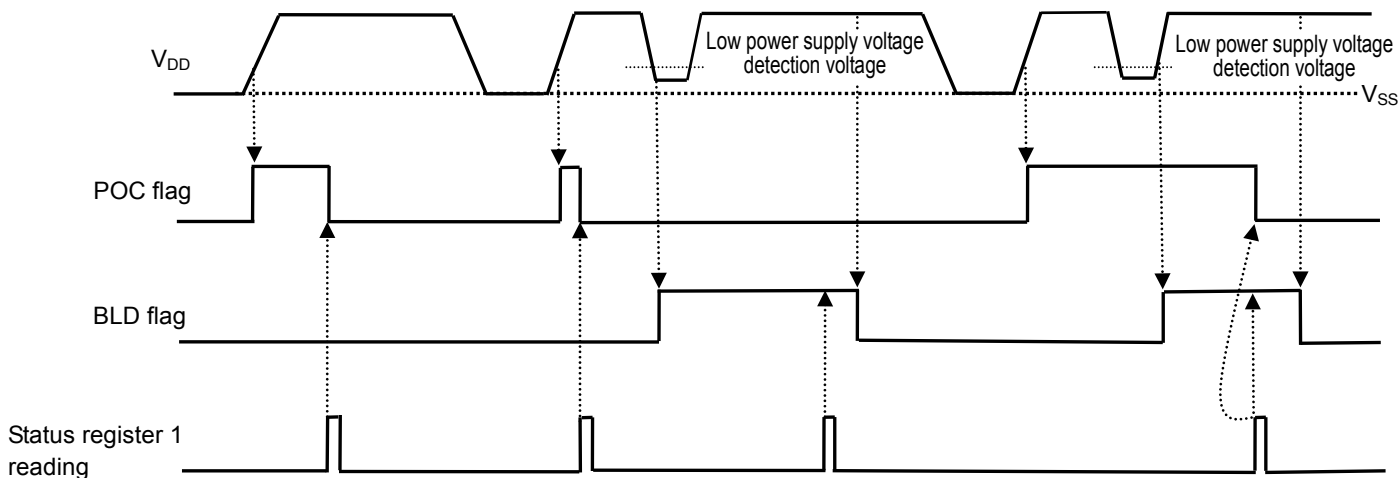 Low power supply voltage
detection voltage
Low power supply voltage
detection voltage
VDD
VSS
POC flag
BLD flag
Status register 1
reading